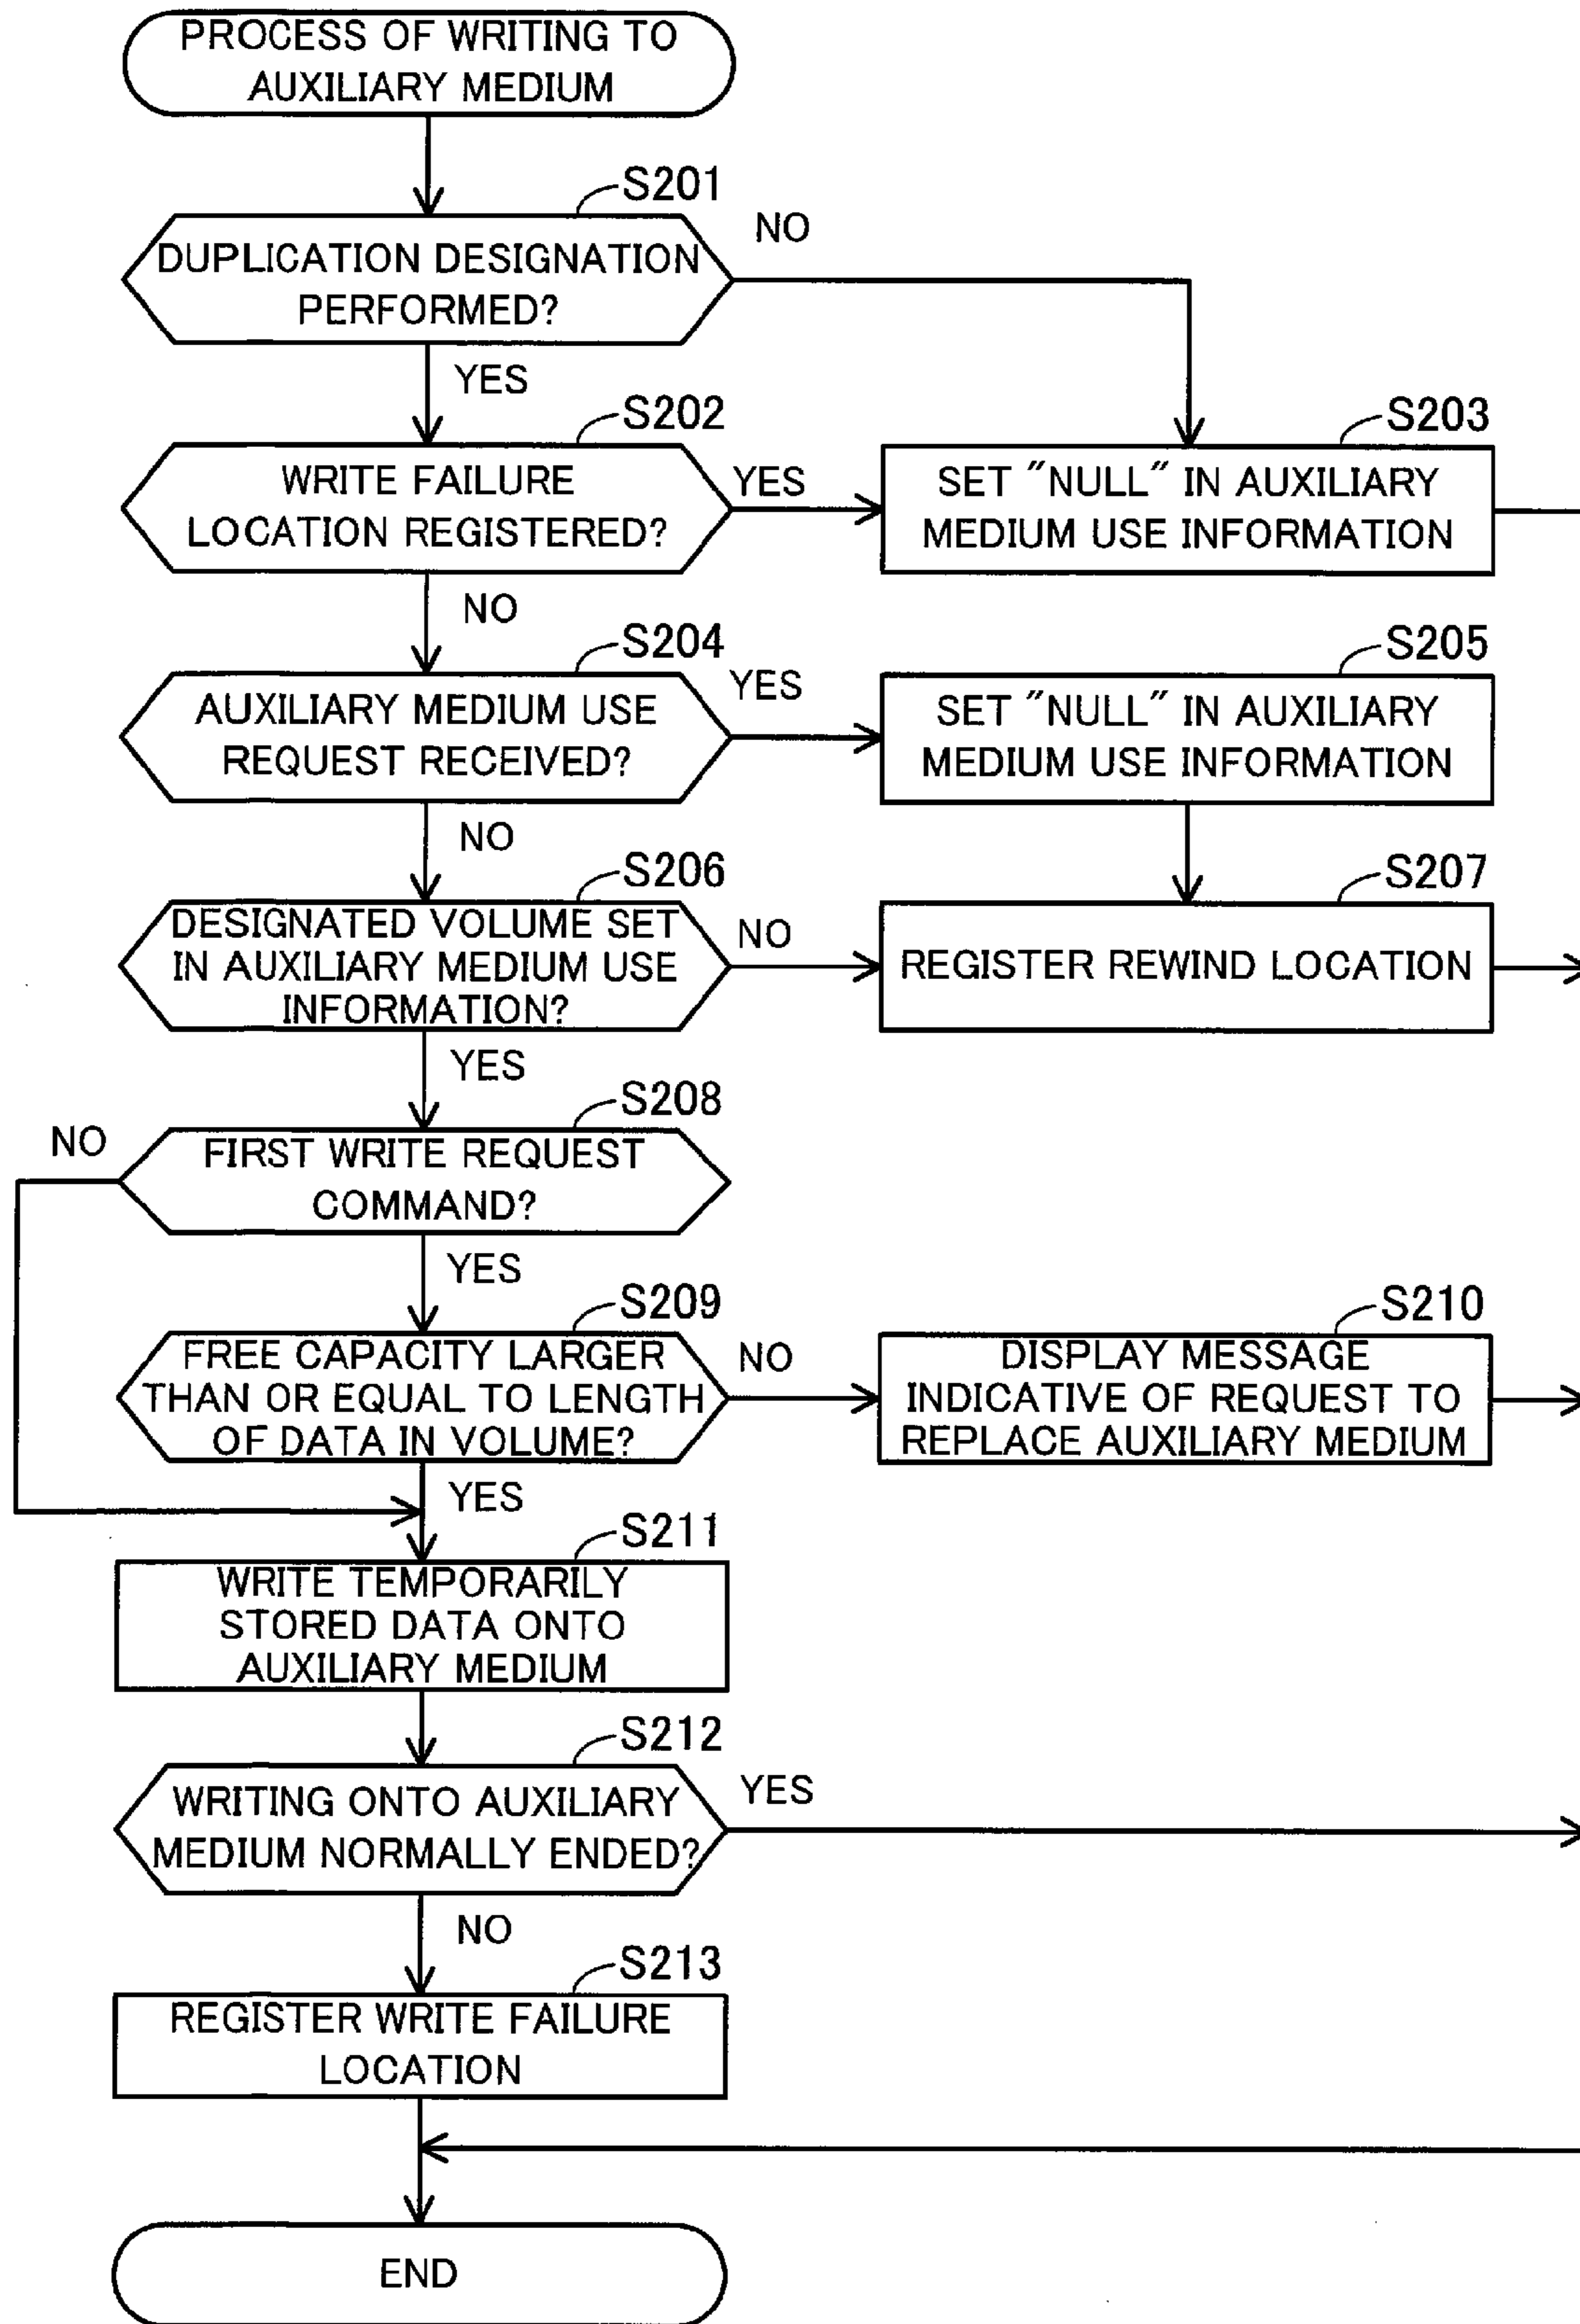 PROCESS OF WRITING TO
AUXILIARY MEDIUM
S201
DUPLICATION DESIGNATION
PERFORMED?
NO
YES
S202
WRITE FAILURE
LOCATION REGISTERED?
YES
S203
SET "NULL" IN AUXILIARY
MEDIUM USE INFORMATION
NO
S204
AUXILIARY MEDIUM USE
REQUEST RECEIVED?
YES
S205
SET "NULL" IN AUXILIARY
MEDIUM USE INFORMATION
NO
S206
DESIGNATED VOLUME SET
IN AUXILIARY MEDIUM USE
INFORMATION?
NO
S207
REGISTER REWIND LOCATION
YES
S208
FIRST WRITE REQUEST
COMMAND?
NO
YES
S209
FREE CAPACITY LARGER
THAN OR EQUAL TO LENGTH
OF DATA IN VOLUME?
NO
S210
DISPLAY MESSAGE
INDICATIVE OF REQUEST TO
REPLACE AUXILIARY MEDIUM
YES
S211
WRITE TEMPORARILY
STORED DATA ONTO
AUXILIARY MEDIUM
S212
WRITING ONTO AUXILIARY
MEDIUM NORMALLY ENDED?
YES
NO
S213
REGISTER WRITE FAILURE
LOCATION
END